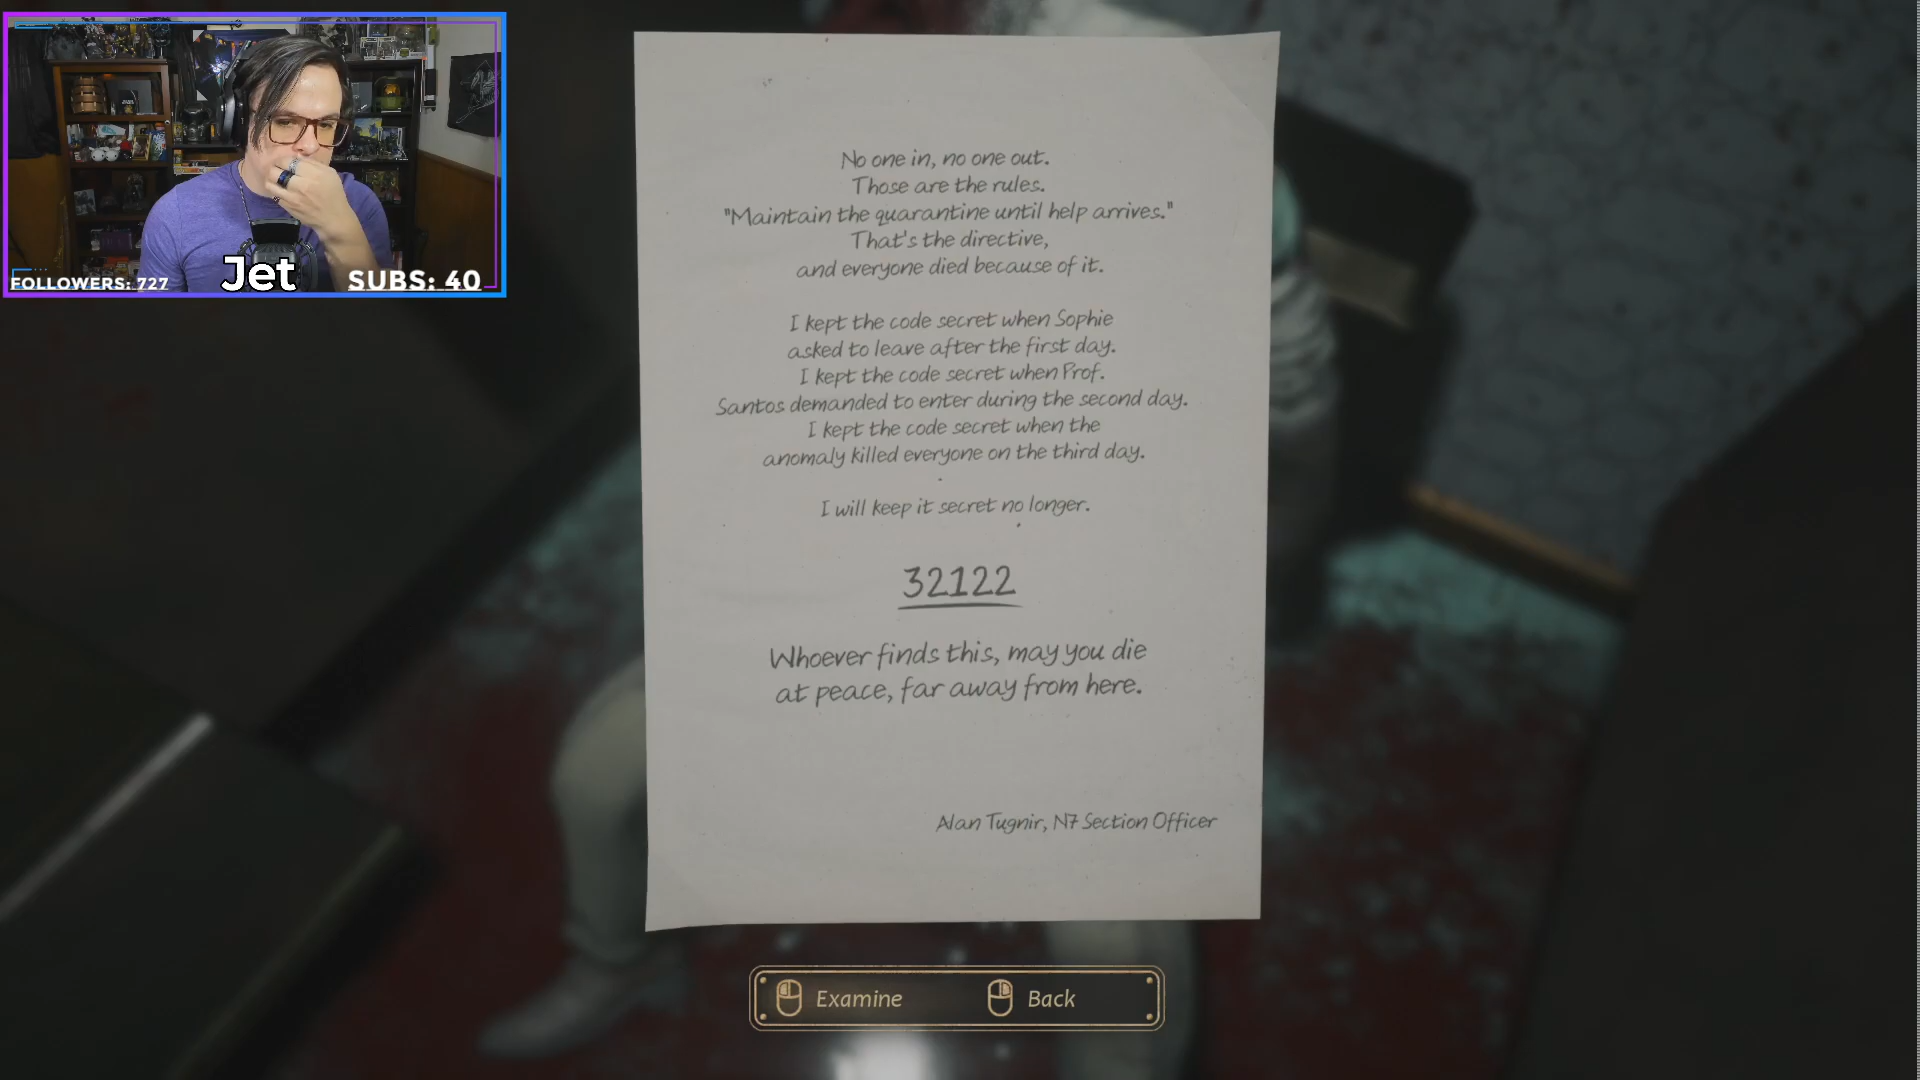 FOLLOWERS: 727
Jet
SUBS: 40
No one in, no one out.
Those are the rules.
"Maintain the quarantine until help arrives."
That's the directive,
and everyone died because of it.
I kept the code secret when Sophie
asked to leave after the first day.
I kept the code secret when Prof.
Santos demanded to enter during the second day.
I kept the code secret when the
anomaly killed everyone on the third day.
I will keep it secret no longer.
32122
Whoever finds this, may you die
at peace, far away from here.
Alan Tugnir, N7 Section Officer
Examine
Back